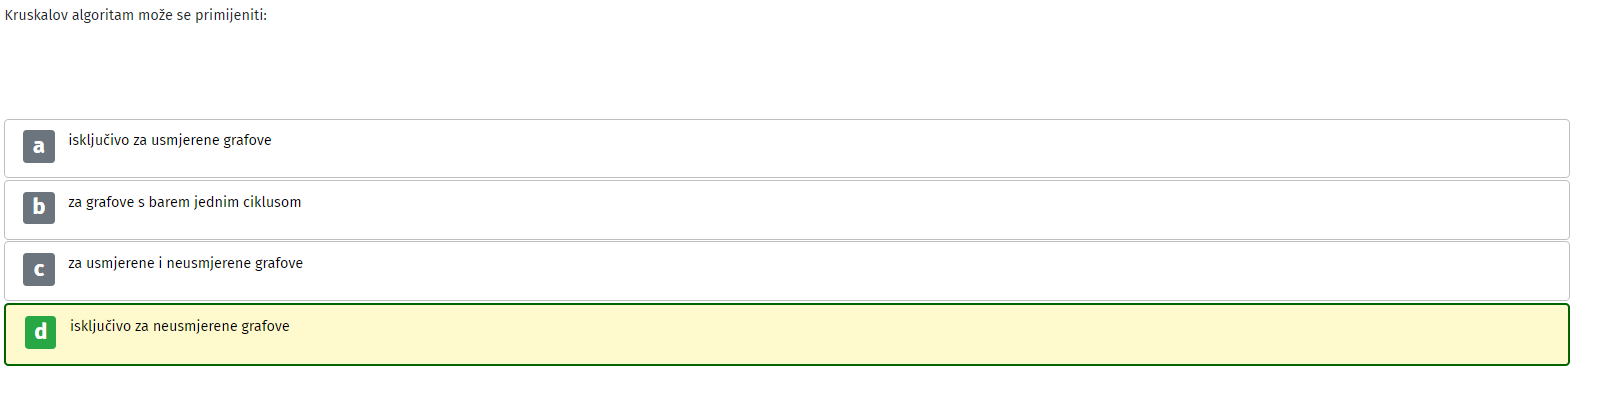 Kruskalov algoritam može se primijeniti:
a isključivo za usmjerene grafove
b za grafove s barem jednim ciklusom
c za usmjerene i neusmjerene grafove
d isključivo za neusmjerene grafove